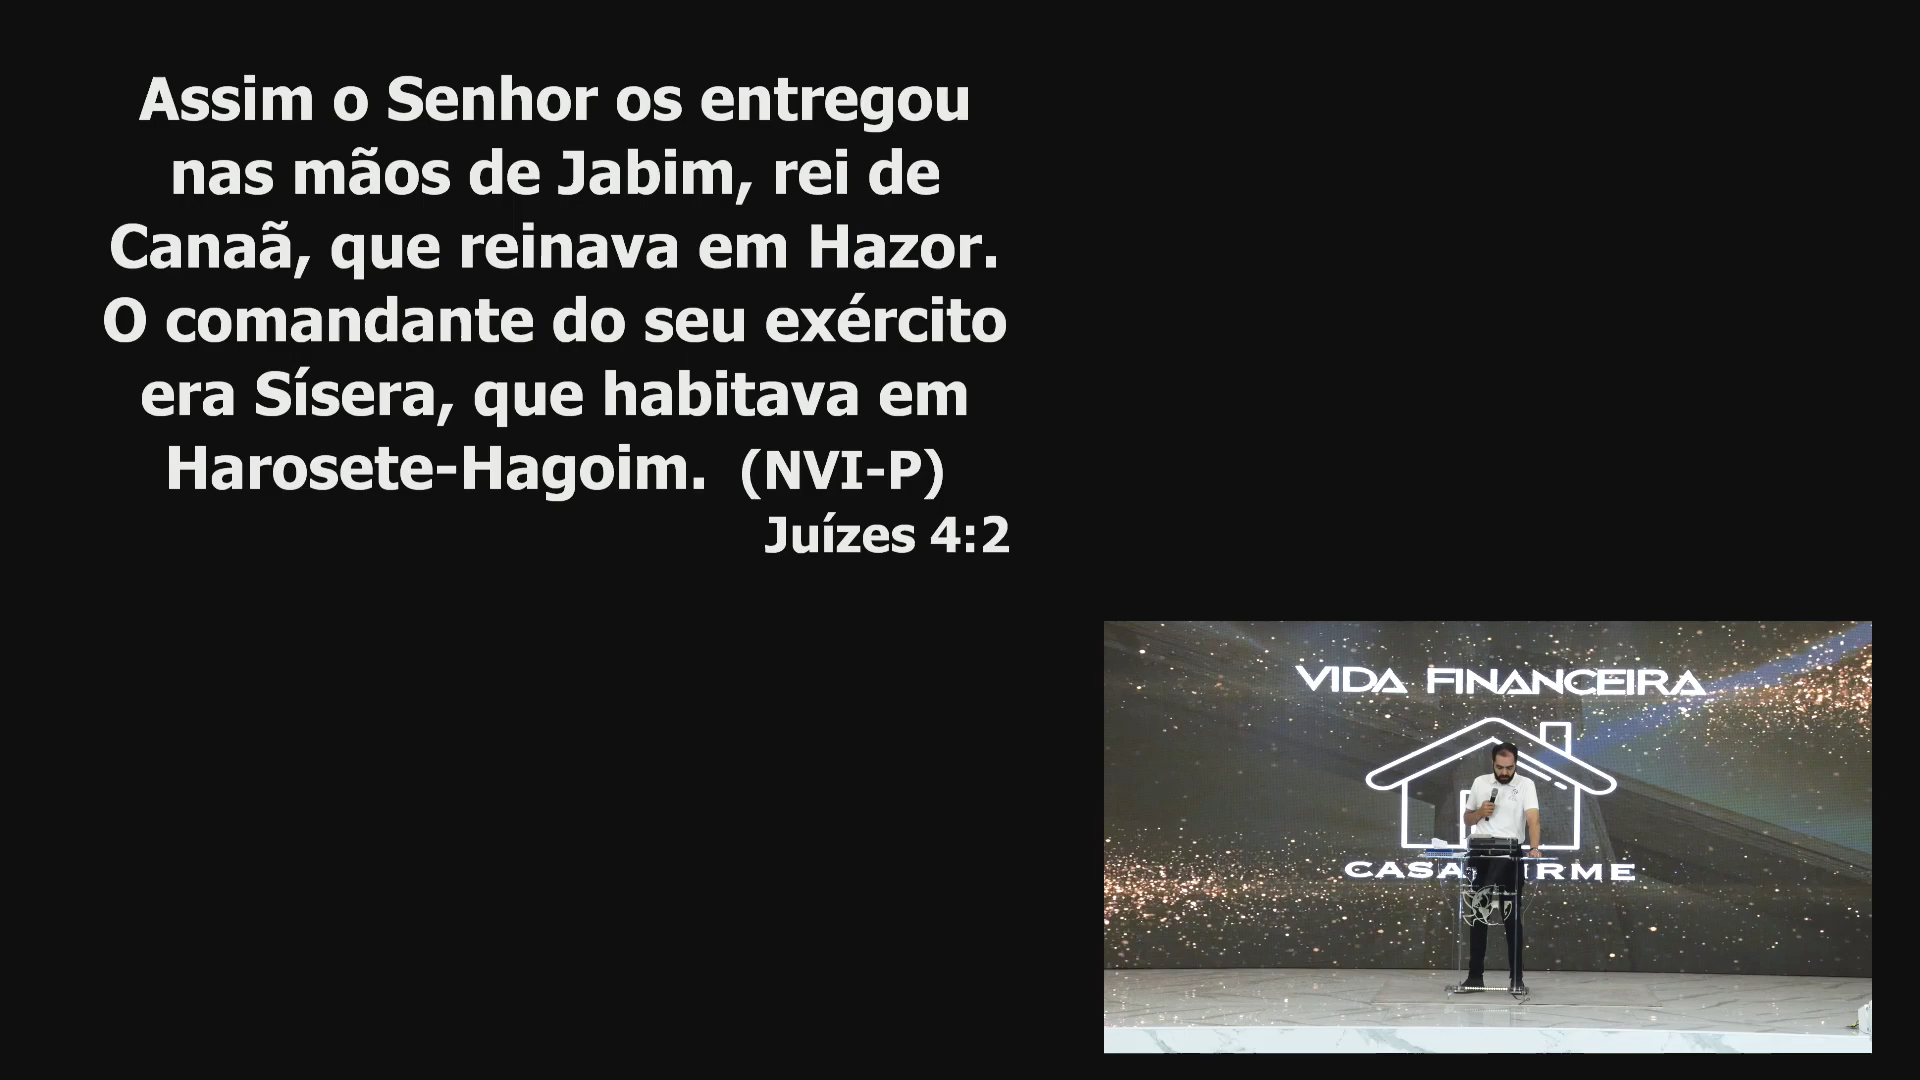 Assim o Senhor os entregou
nas mãos de Jabim, rei de
Canaã, que reinava em Hazor.
O comandante do seu exército
era Sísera, que habitava em
Harosete-Hagoim. (NVI-P)
Juízes 4:2
VIDA FINANCEIRA
CASA IRME